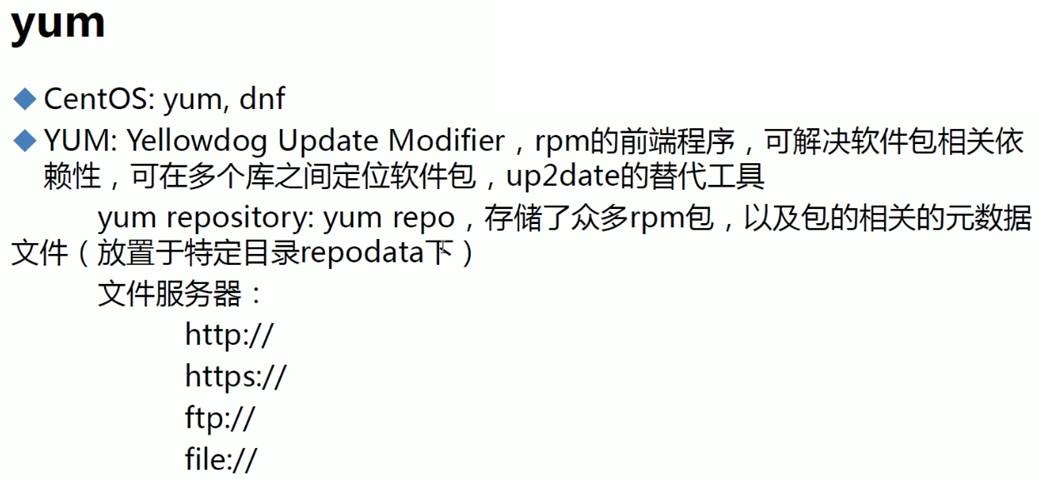 yum
CentOS: yum, dnf
YUM: Yellowdog Update Modifier，rpm的前端程序，可解决软件包相关依
赖性，可在多个库之间定位软件包，up2date的替代工具
yum repository: yum repo，存储了众多rpm包，以及包的相关的元数据
文件（放置于特定目录repodata下）
文件服务器：
http://
https://
ftp://
file://